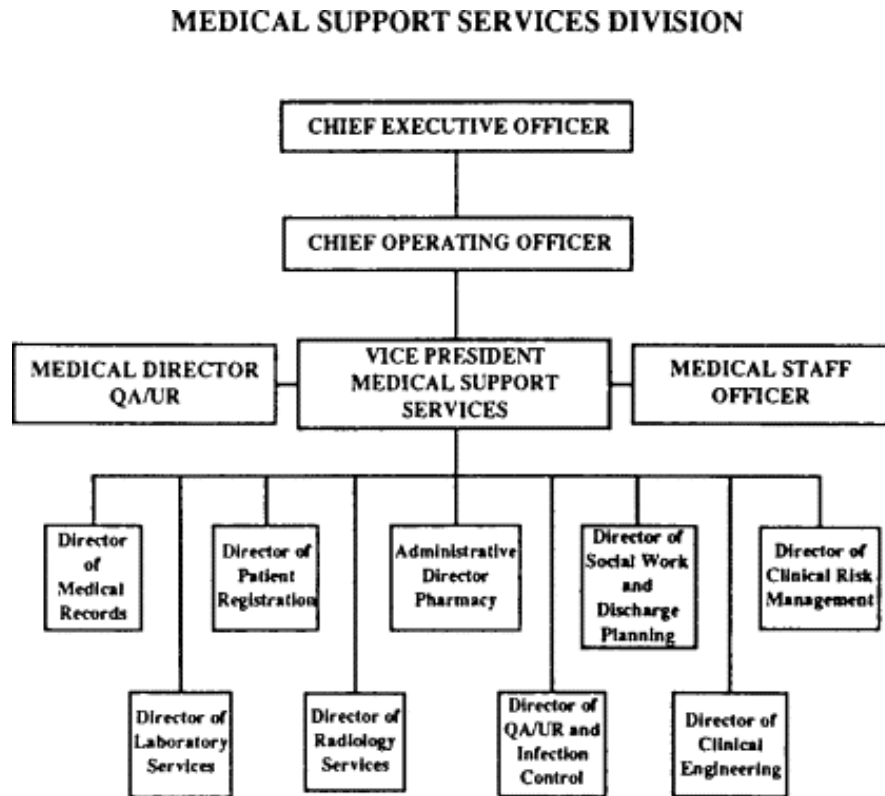 MEDICAL SUPPORT SERVICES DIVISION
CHIEF EXECUTIVE OFFICER
CHIEF OPERATING OFFICER
MEDICAL DIRECTOR
QA/UR
VICE PRESIDENT
MEDICAL SUPPORT
SERVICES
MEDICAL STAFF
OFFICER
Director
of
Medical
Records
Director of
Patient
Registration
Administrative
Director
Pharmacy
Director of
Social Work
and
Discharge
Planning
Director of
Clinical Risk
Management
Director of
Laboratory
Services
Director of
Radiology
Services
Director of
QA/UR and
Infection
Control
Director of
Clinical
Engineering